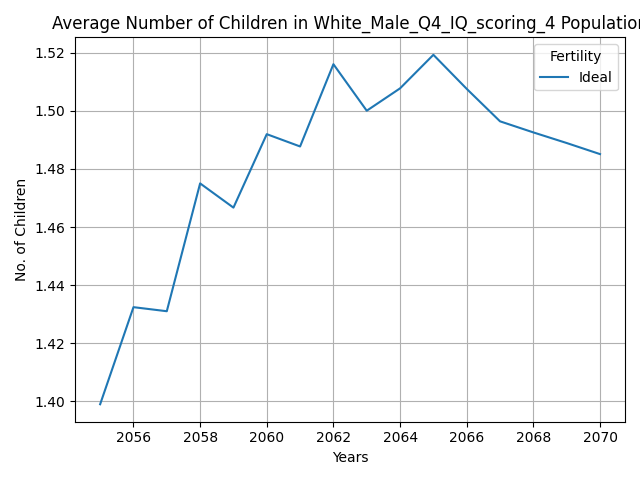 Average Number of Children in White_Male_Q4_IQ_scoring_4 Population
Fertility
Ideal
1.52
1.50
1.48
1.46
1.44
1.42
1.40
No. of Children
2056 2058 2060 2062 2064 2066 2068 2070
Years